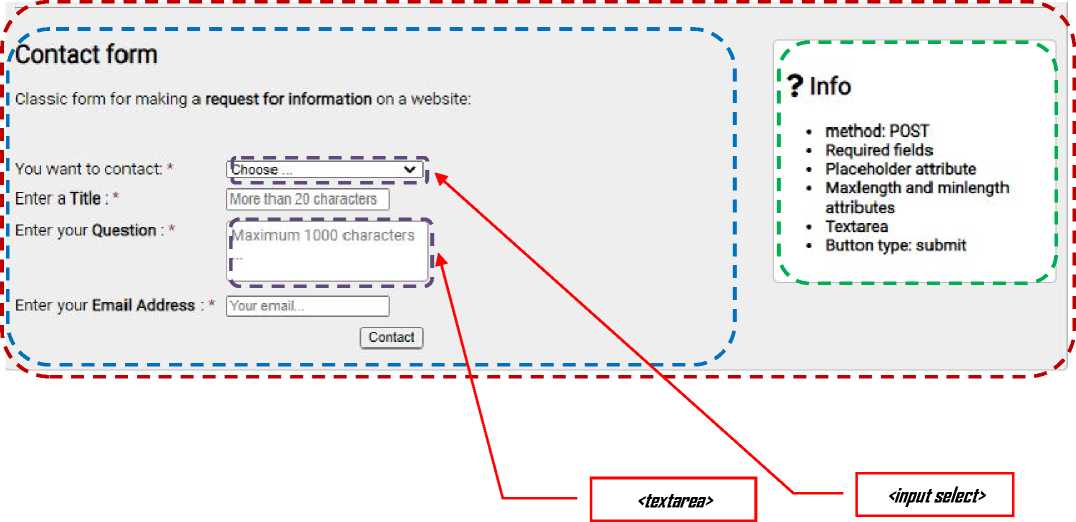 Contact form
Classic form for making a request for information on a website:
You want to contact: *
Choose ...
Enter a Title : *
More than 20 characters
Enter your Question : *
Maximum 1000 characters
...
Enter your Email Address : *
Your email...
Contact
? Info
• method: POST
• Required fields
• Placeholder attribute
• Maxlength and minlength
attributes
• Textarea
• Button type: submit
<textarea>
<input select>